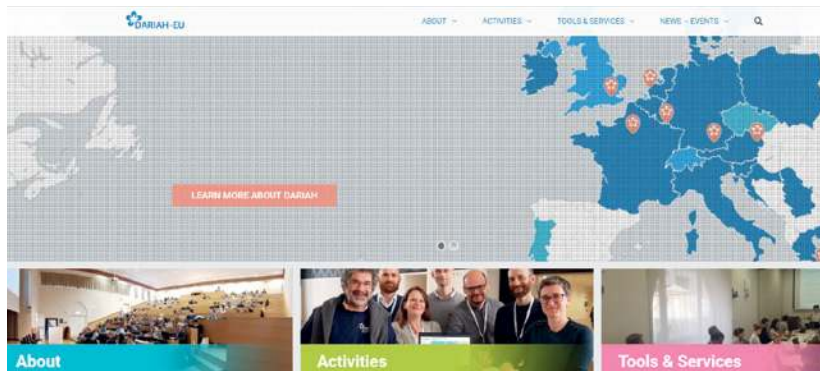 DARIAH-EU
ABOUT
ACTIVITIES
TOOLS & SERVICES
NEWS – EVENTS
LEARN MORE ABOUT DARIAH
About
Activities
Tools & Services